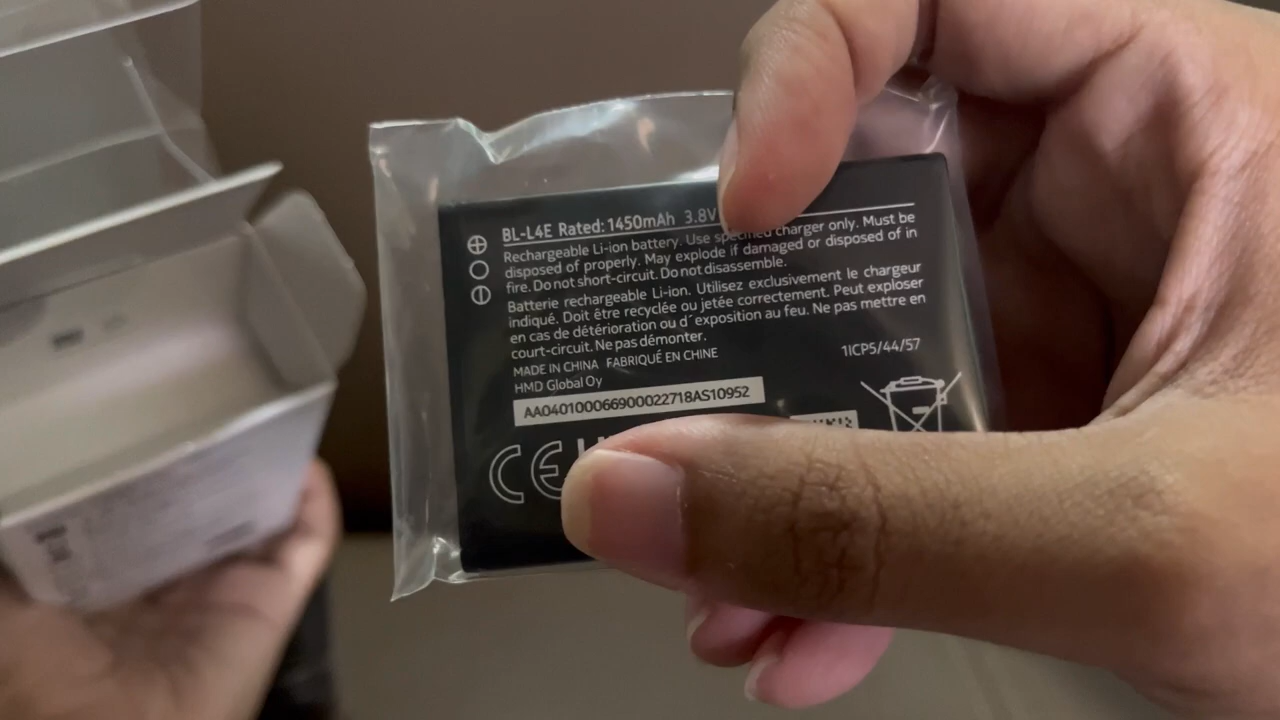 BL-L4E Rated: 1450mAh 3.8V
Rechargeable Li-ion battery. Use specified charger only. Must be
disposed of properly. May explode if damaged or disposed of in
fire. Do not short-circuit. Do not disassemble.
Batterie rechargeable Li-ion. Utilisez exclusivement le chargeur
indiqué. Doit être recyclée ou jetée correctement. Peut exploser
en cas de détérioration ou d´exposition au feu. Ne pas mettre en
court-circuit. Ne pas démonter.
MADE IN CHINA FABRIQUÉ EN CHINE
1ICP5/44/57
HMD Global Oy
AA040100066900022718AS10952
CE